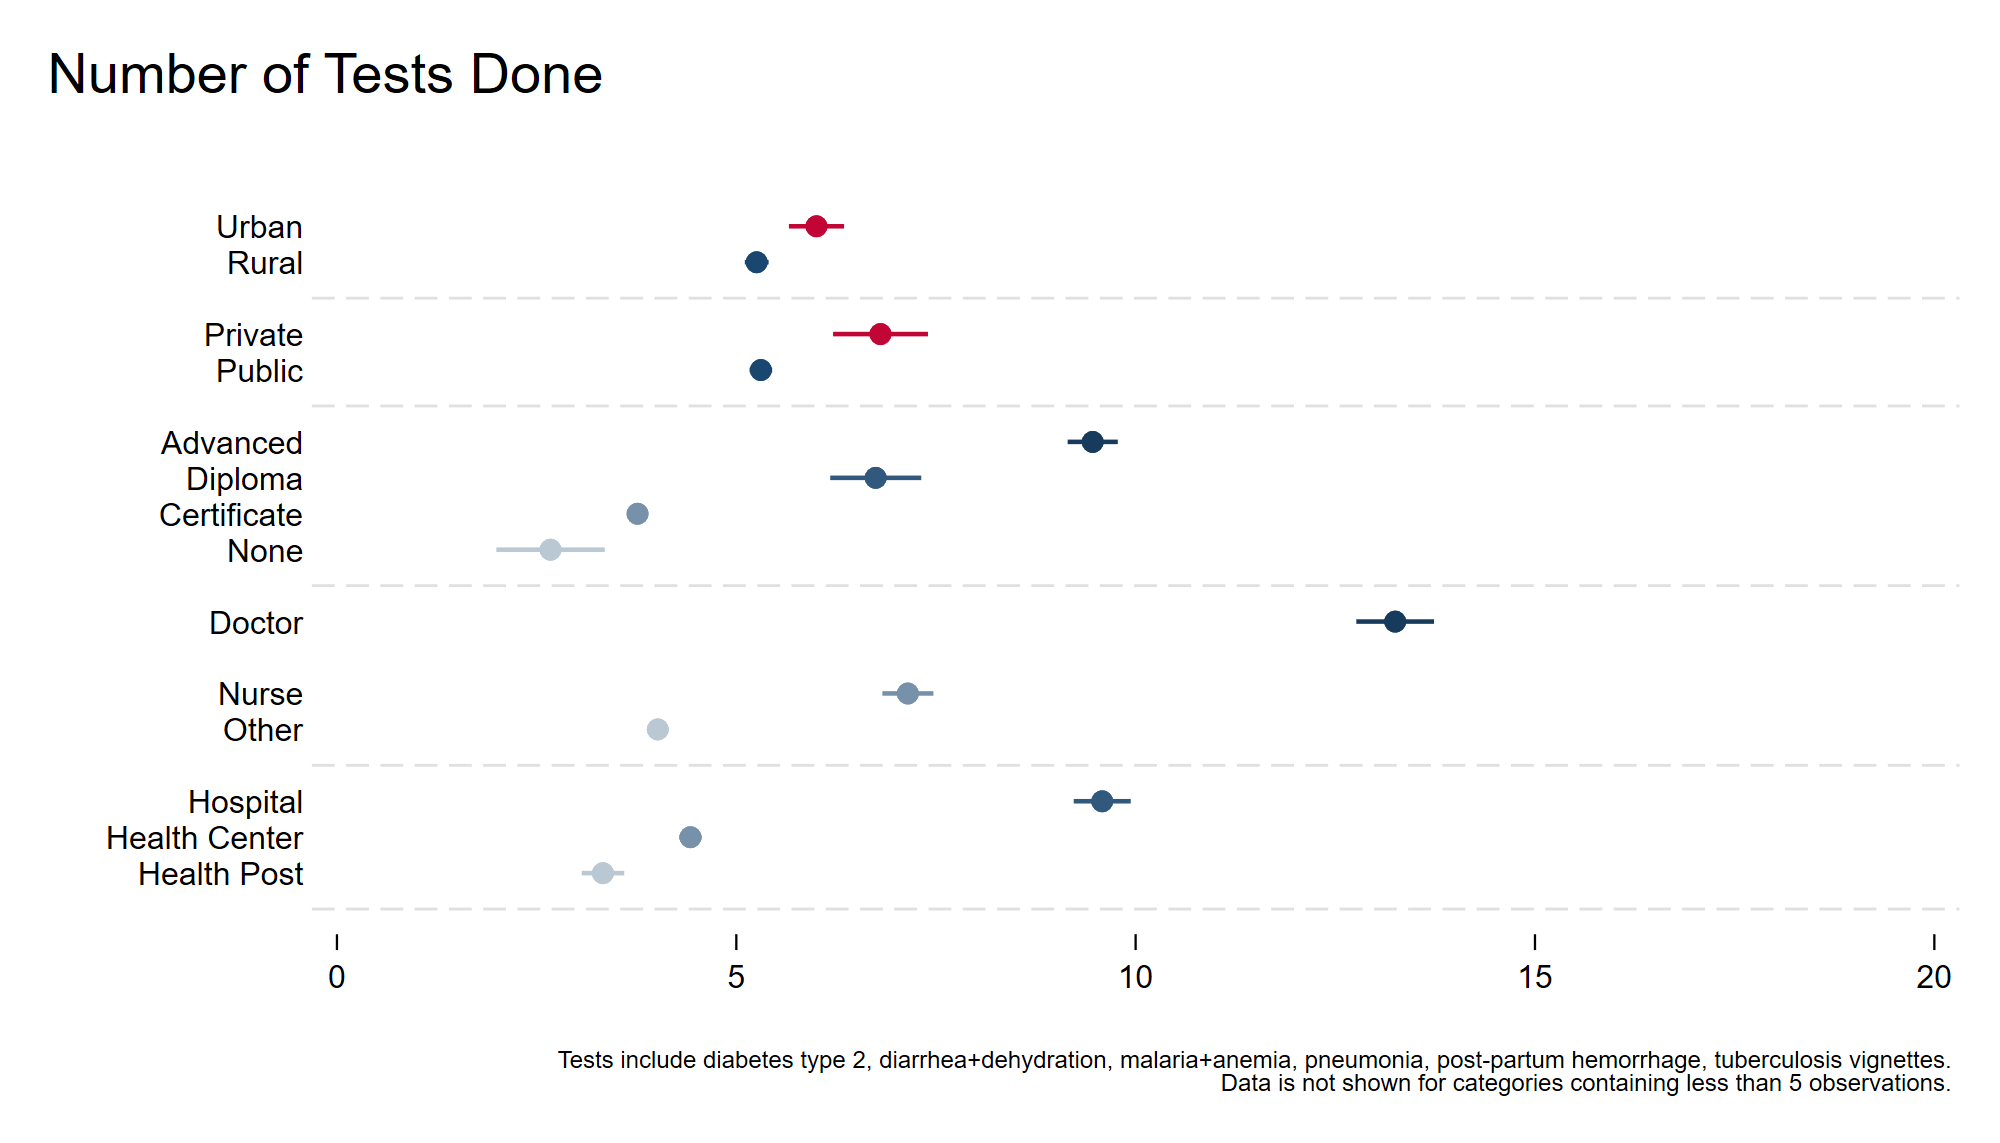 Number of Tests Done
Urban
Rural
Private
Public
Advanced
Diploma
Certificate
None
Doctor
Nurse
Other
Hospital
Health Center
Health Post
0 5 10 15 20
Tests include diabetes type 2, diarrhea+dehydration, malaria+anemia, pneumonia, post-partum hemorrhage, tuberculosis vignettes.
Data is not shown for categories containing less than 5 observations.